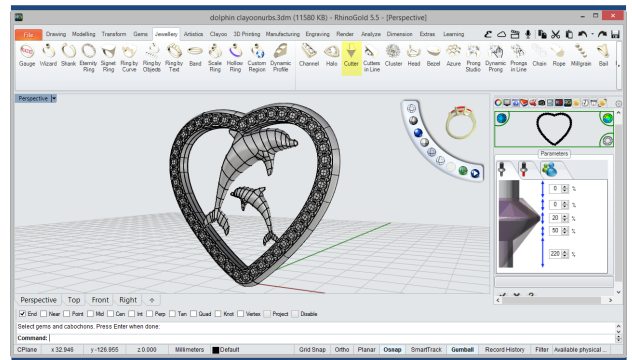 dolphin clayoonurbs.3dm (11580 KB) - RhinoGold 5.5 - [Perspective]
File Drawing Modelling Transform Gems Jewellery Artistics Clayoo 3D Printing Manufacturing Engraving Render Analyze Dimension Extras Learning
Gauge Wizard Shank Eternity Ring Signet Ring Ring by Curve Ring by Objects Ring by Text Band Scale Ring Hollow Ring Custom Region Dynamic Profile Channel Halo Cutter Cutters in Line Cluster Head Bezel Azure Prong Studio Dynamic Prong Prongs in Line Chain Rope Millgrain Bail
Perspective
Parameters
0 %
0 %
20 %
50 %
220 %
Perspective Top Front Right
End Near Point Mid Cen Int Perp Tan Quad Knot Vertex Project Disable
Select gems and cabochons. Press Enter when done:
Command:
CPlane x 32.946 y -126.955 z 0.000 Millimeters Default Grid Snap Ortho Planar Osnap SmartTrack Gumball Record History Filter Available physical ...